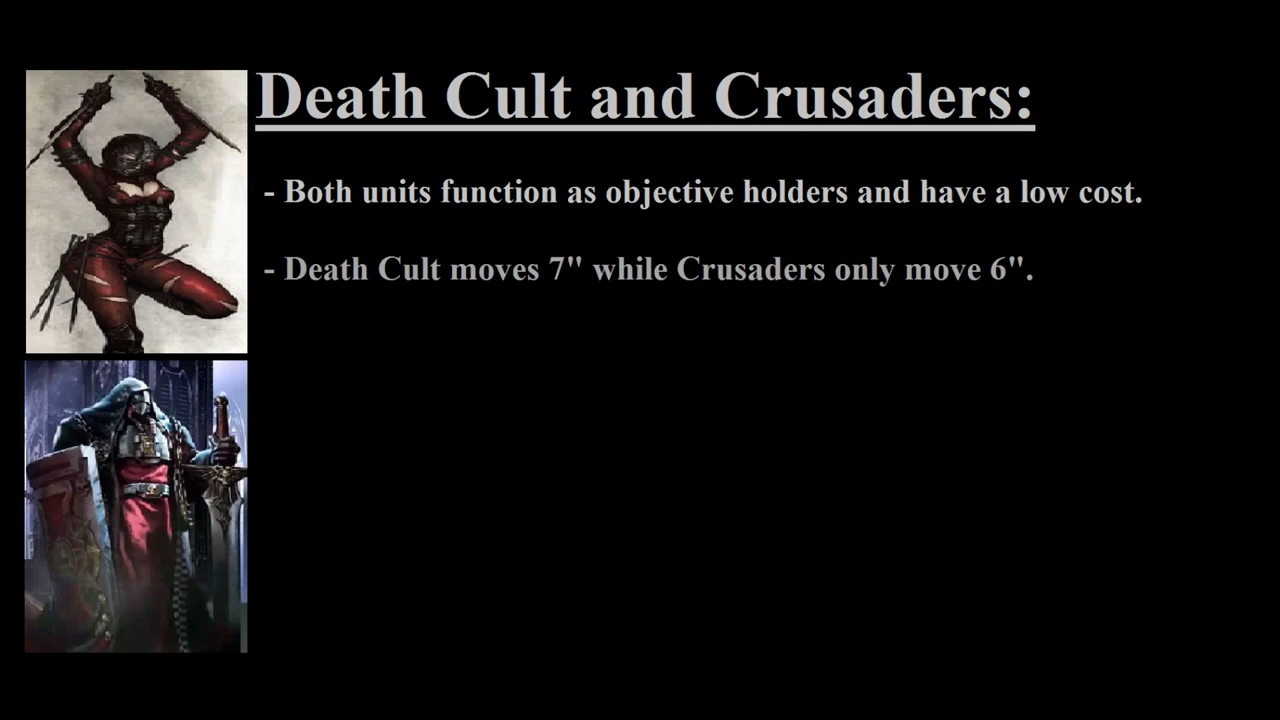 Death Cult and Crusaders:
- Both units function as objective holders and have a low cost.
- Death Cult moves 7" while Crusaders only move 6".